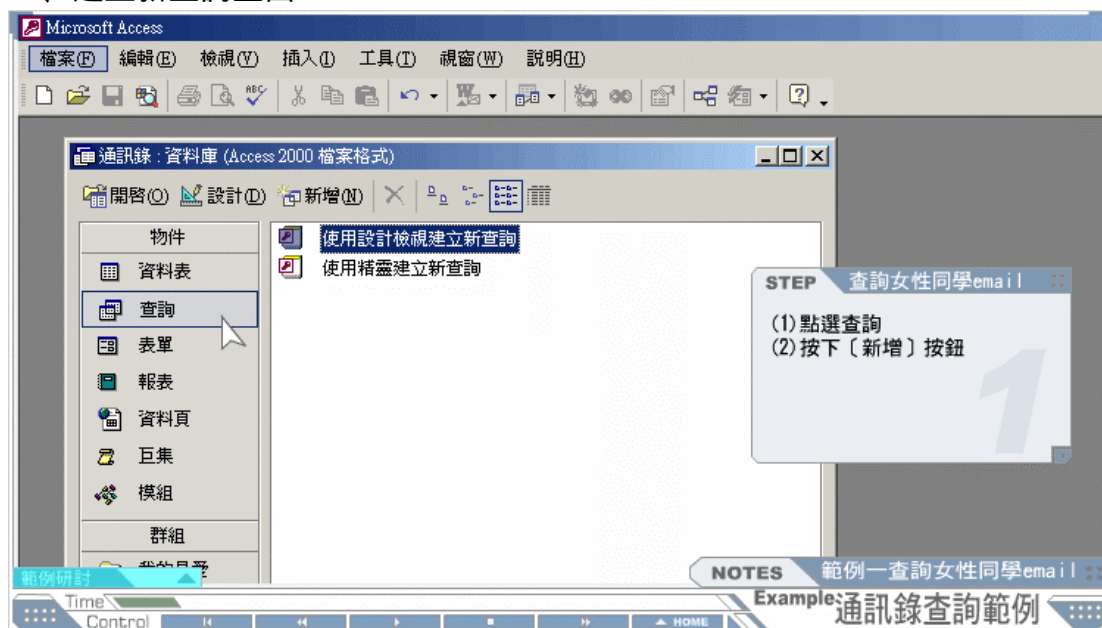 Microsoft Access
檔案(F) 編輯(E) 檢視(V) 插入(I) 工具(T) 視窗(W) 說明(H)
通訊錄 : 資料庫 (Access 2000 檔案格式)
開啓(O) 設計(D) 新增(N)
物件
資料表
查詢
表單
報表
資料頁
巨集
模組
群組
我的最愛
使用設計檢視建立新查詢
使用精靈建立新查詢
STEP 查詢女性同學email
(1)點選查詢
(2)按下〔新增〕按鈕
1
範例研討
NOTES 範例一查詢女性同學email
Time
Control
HOME
Example 通訊錄查詢範例